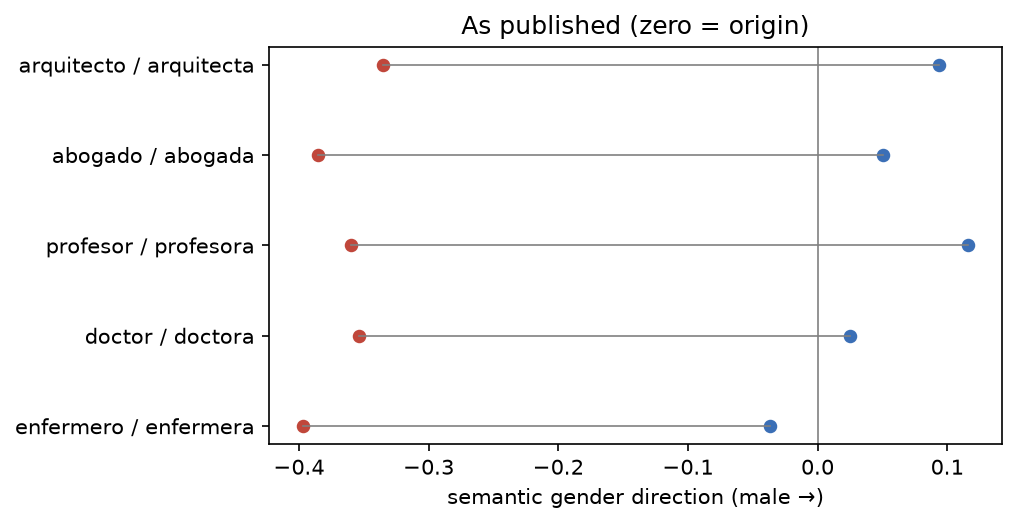 As published (zero = origin)
arquitecto / arquitecta
abogado / abogada
profesor / profesora
doctor / doctora
enfermero / enfermera
−0.4 −0.3 −0.2 −0.1 0.0 0.1
semantic gender direction (male →)